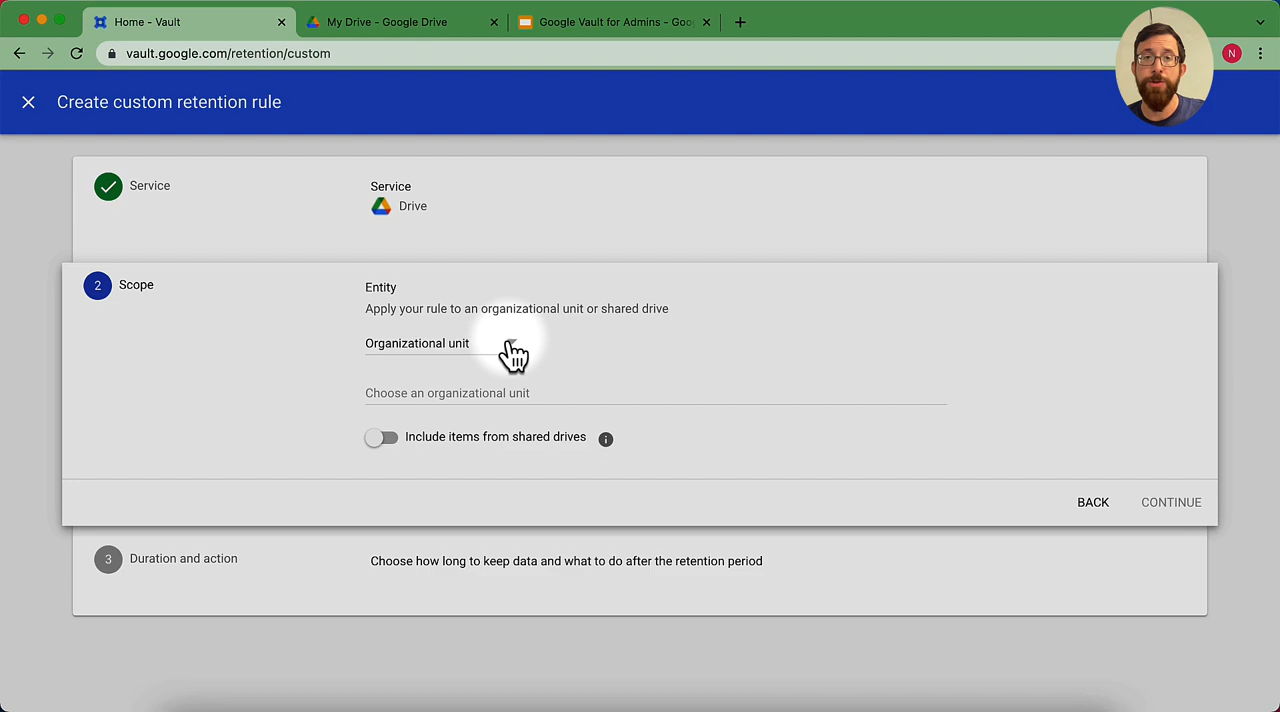 Home - Vault
My Drive - Google Drive
Google Vault for Admins - Goo
vault.google.com/retention/custom
N
Create custom retention rule
Service
Service
Drive
2
Scope
Entity
Apply your rule to an organizational unit or shared drive
Organizational unit
Choose an organizational unit
Include items from shared drives
BACK
CONTINUE
3
Duration and action
Choose how long to keep data and what to do after the retention period